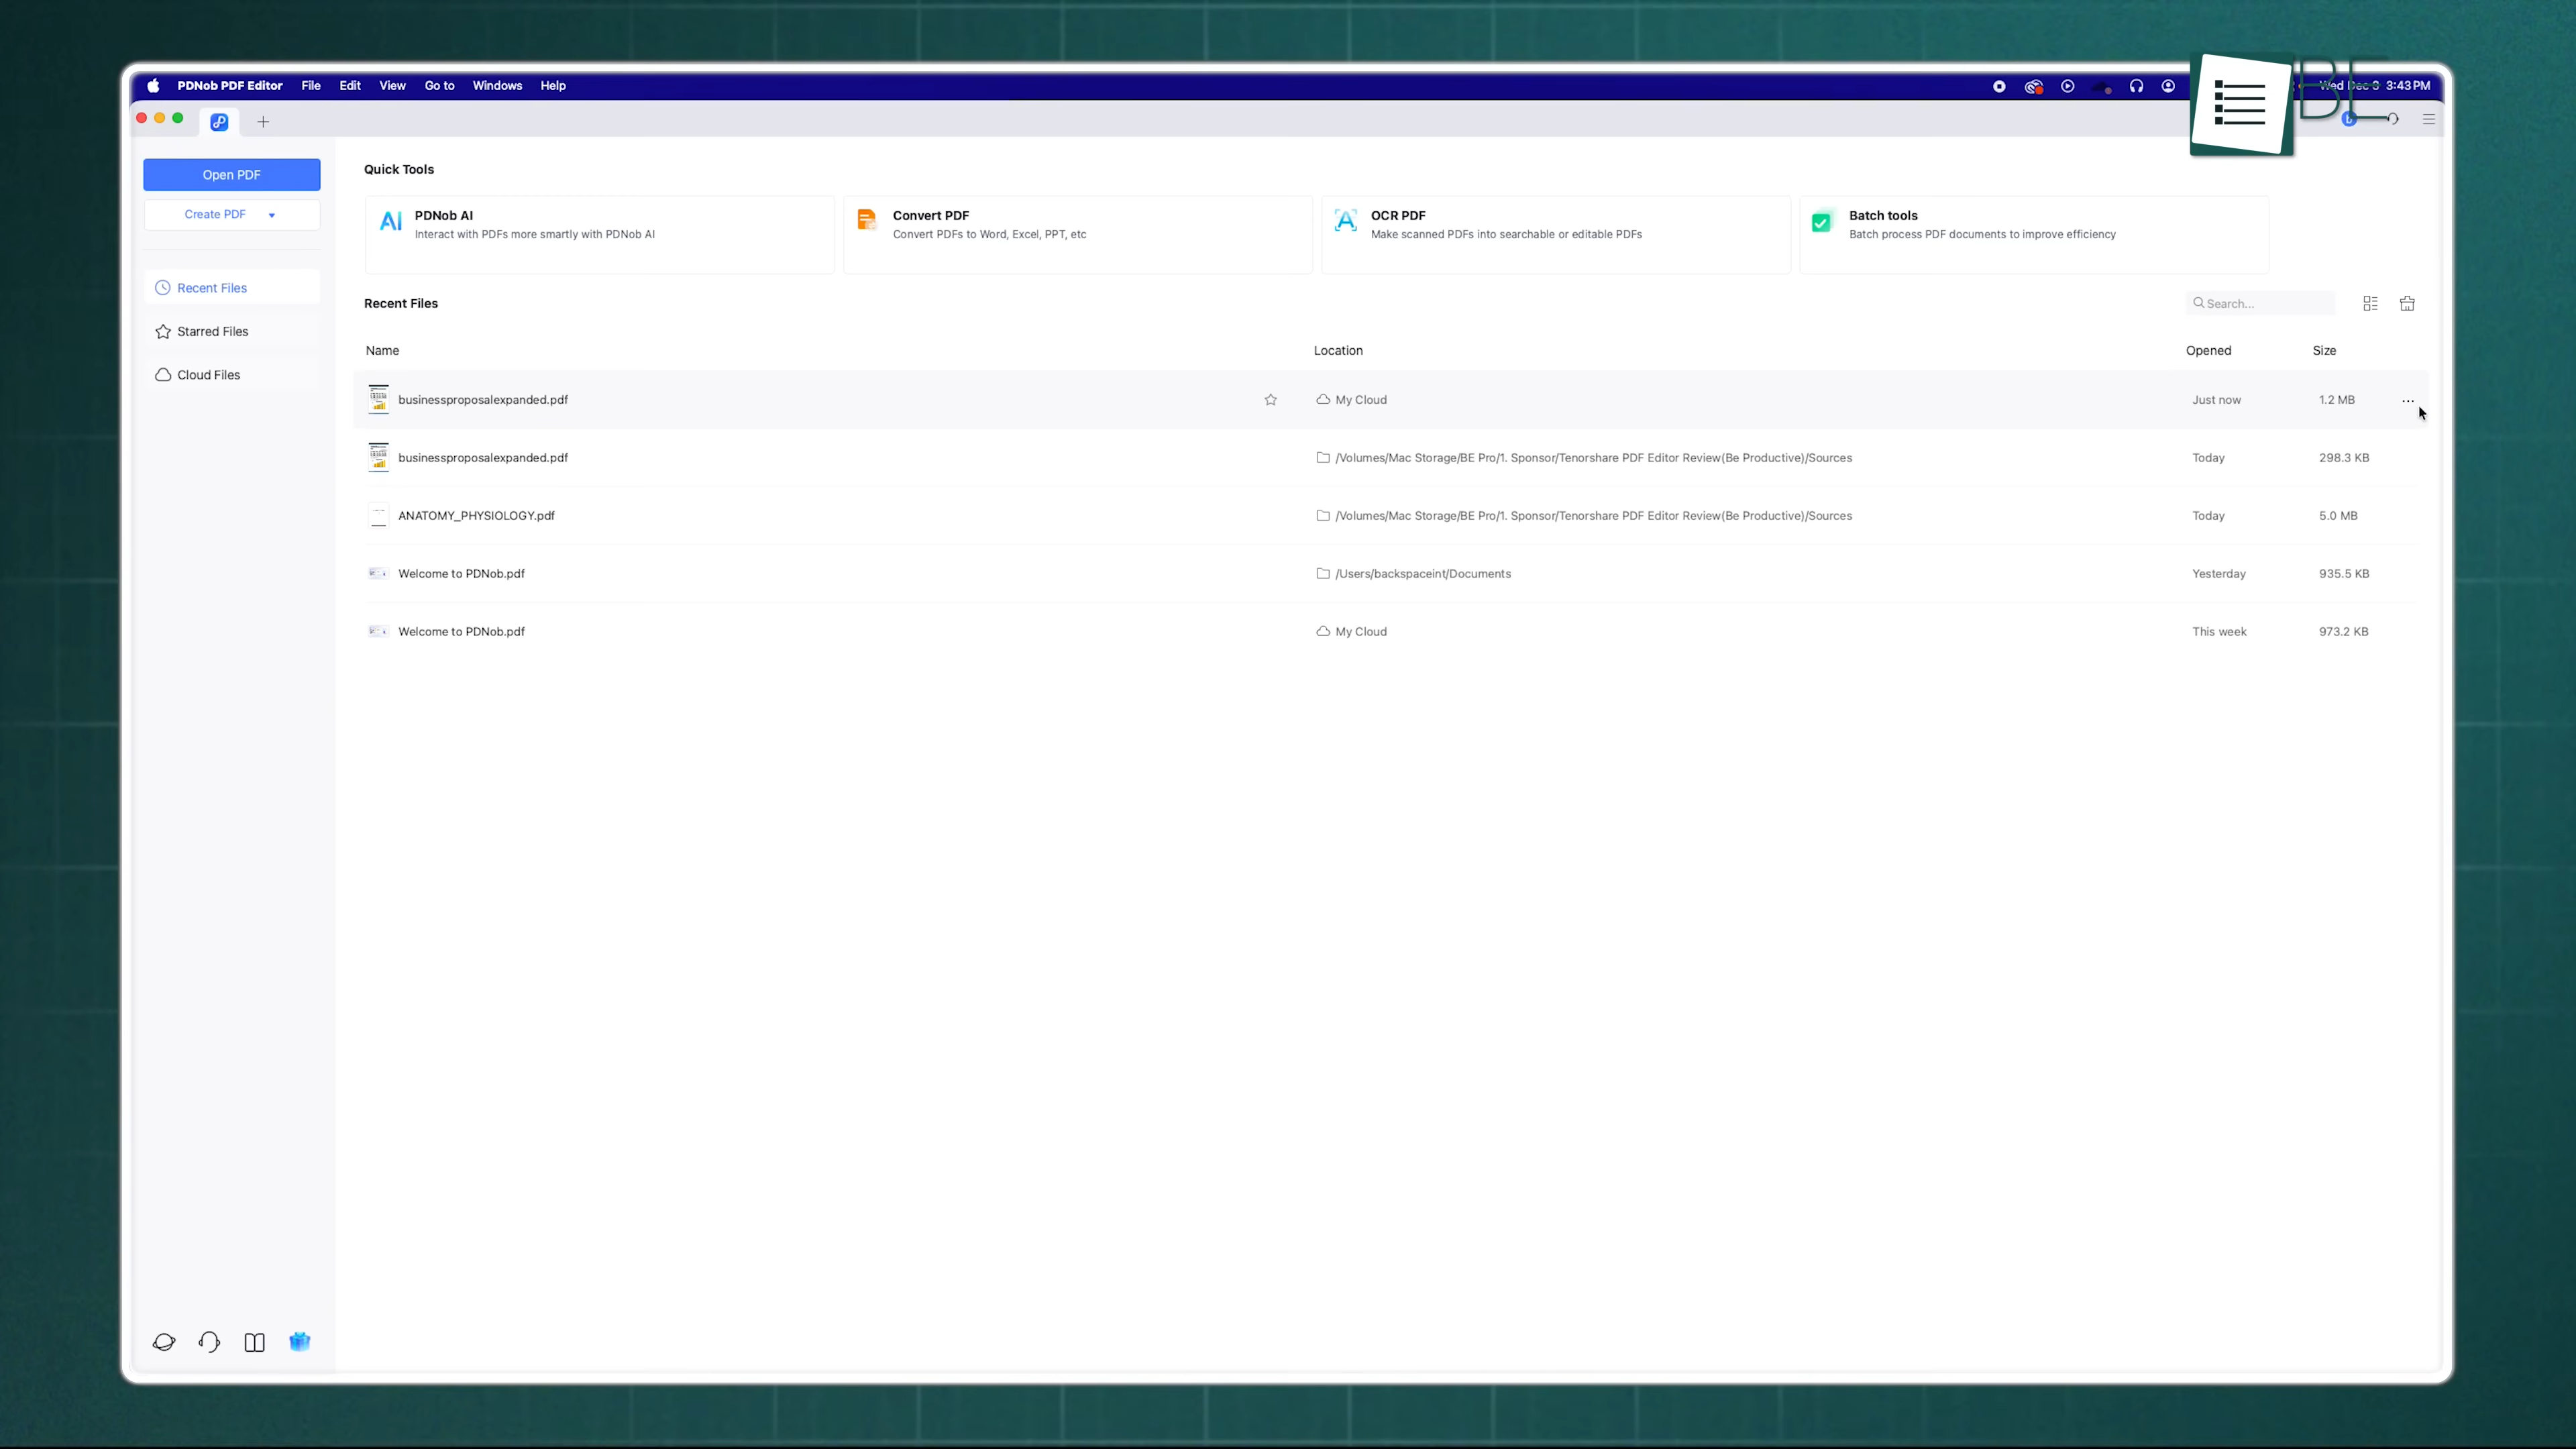 PDNob PDF Editor File Edit View Go to Windows Help
3:43 PM
BE
Open PDF
Create PDF
Recent Files
Starred Files
Cloud Files
Quick Tools
PDNob AI
Interact with PDFs more smartly with PDNob AI
Convert PDF
Convert PDFs to Word, Excel, PPT, etc
OCR PDF
Make scanned PDFs into searchable or editable PDFs
Batch tools
Batch process PDF documents to improve efficiency
Recent Files
Search...
Name Location Opened Size
businessproposalexpanded.pdf My Cloud Just now 1.2 MB ...
businessproposalexpanded.pdf /Volumes/Mac Storage/BE Pro/1. Sponsor/Tenorshare PDF Editor Review(Be Productive)/Sources Today 298.3 KB
ANATOMY_PHYSIOLOGY.pdf /Volumes/Mac Storage/BE Pro/1. Sponsor/Tenorshare PDF Editor Review(Be Productive)/Sources Today 5.0 MB
Welcome to PDNob.pdf /Users/backspaceint/Documents Yesterday 935.5 KB
Welcome to PDNob.pdf My Cloud This week 973.2 KB